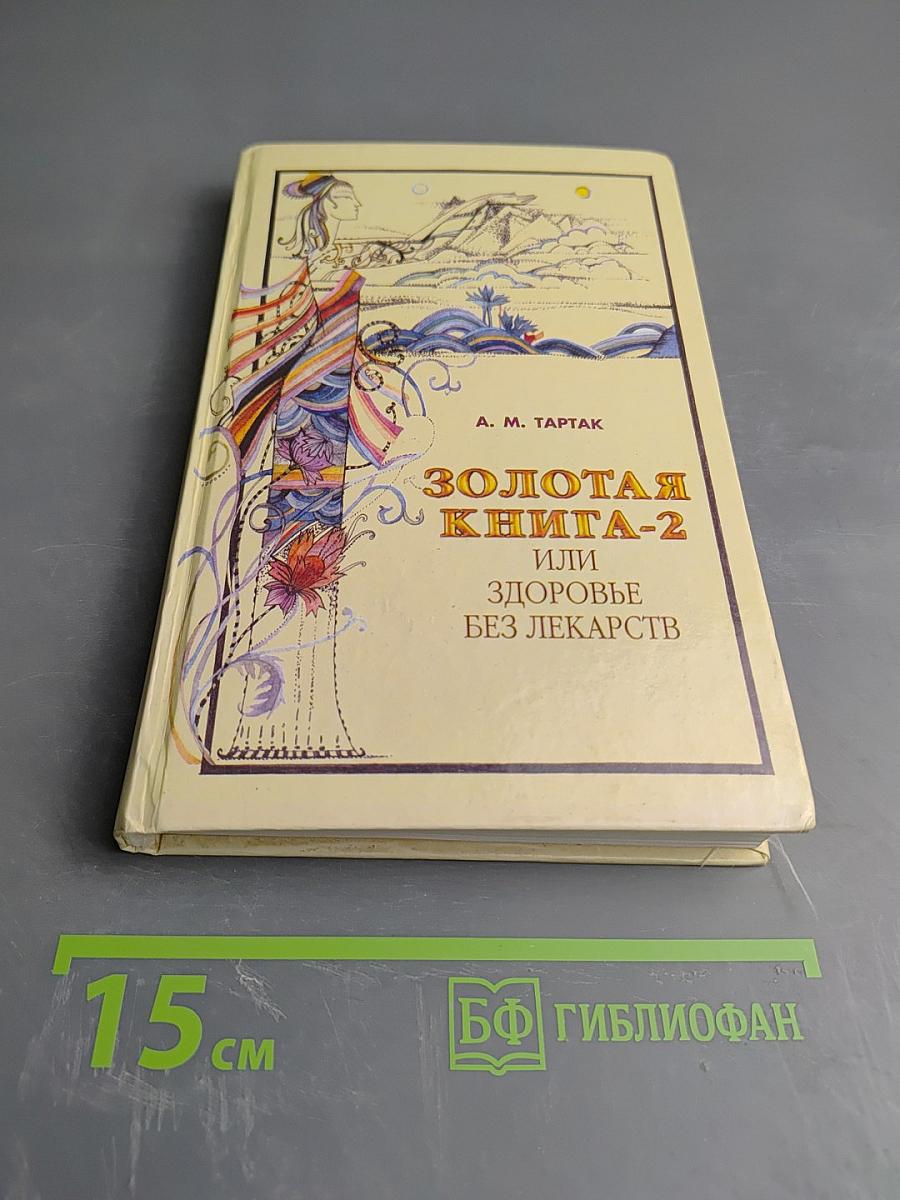 А. М. ТАРТАК
ЗОЛОТАЯ
КНИГА-2
ИЛИ
ЗДОРОВЬЕ
БЕЗ ЛЕКАРСТВ
15 см
БФ ГИБЛИОФАН